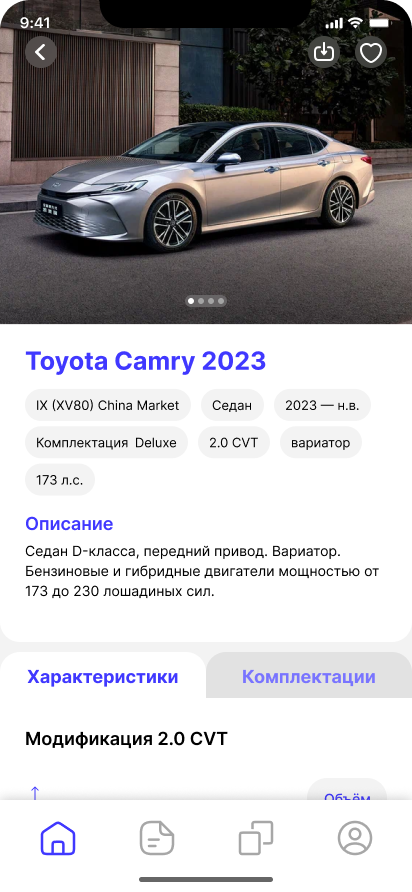 9:41
Toyota Camry 2023
IX (XV80) China Market
Седан
2023 — н.в.
Комплектация Deluxe
2.0 CVT
вариатор
173 л.с.
Описание
Седан D-класса, передний привод. Вариатор.
Бензиновые и гибридные двигатели мощностью от
173 до 230 лошадиных сил.
Характеристики
Комплектации
Модификация 2.0 CVT
Объём